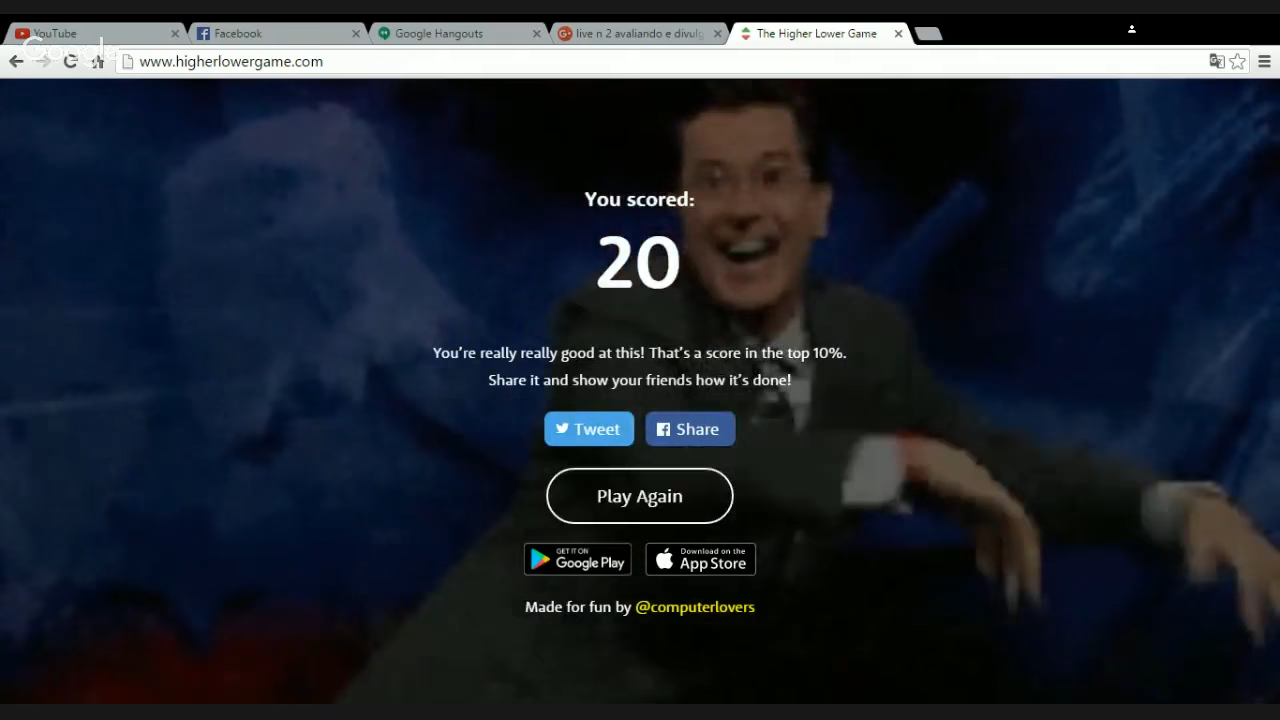 YouTube
Facebook
Google Hangouts
live n 2 avaliando e divulg
The Higher Lower Game
Google
www.higherlowergame.com
You scored:
20
You're really really good at this! That's a score in the top 10%.
Share it and show your friends how it's done!
Tweet
Share
Play Again
GET IT ON
Google Play
Download on the
App Store
Made for fun by @computerlovers